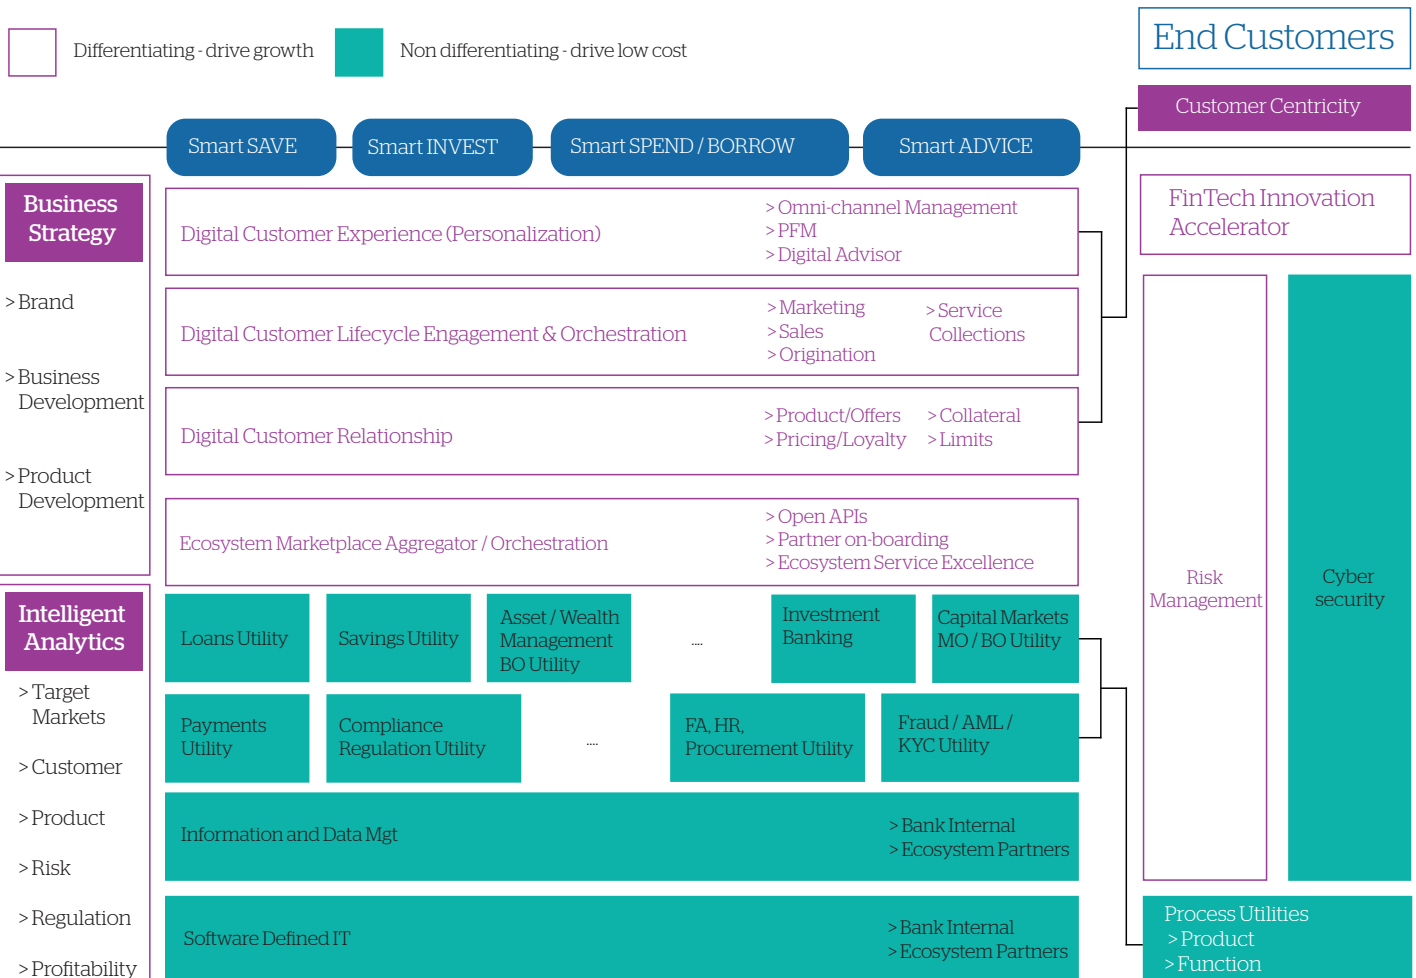 Differentiating - drive growth
Non differentiating - drive low cost
End Customers
Customer Centricity
Smart SAVE
Smart INVEST
Smart SPEND / BORROW
Smart ADVICE
Business
Strategy
> Brand
> Business
Development
> Product
Development
Digital Customer Experience (Personalization)
> Omni-channel Management
> PFM
> Digital Advisor
Digital Customer Lifecycle Engagement & Orchestration
> Marketing
> Sales
> Origination
> Service
Collections
Digital Customer Relationship
> Product/Offers
> Pricing/Loyalty
> Collateral
> Limits
Ecosystem Marketplace Aggregator / Orchestration
> Open APIs
> Partner on-boarding
> Ecosystem Service Excellence
FinTech Innovation
Accelerator
Risk
Management
Cyber
security
Intelligent
Analytics
> Target
Markets
> Customer
> Product
> Risk
> Regulation
> Profitability
Loans Utility
Savings Utility
Asset / Wealth
Management
BO Utility
....
Investment
Banking
Capital Markets
MO / BO Utility
Payments
Utility
Compliance
Regulation Utility
....
FA, HR,
Procurement Utility
Fraud / AML /
KYC Utility
Information and Data Mgt
> Bank Internal
> Ecosystem Partners
Software Defined IT
> Bank Internal
> Ecosystem Partners
Process Utilities
> Product
> Function